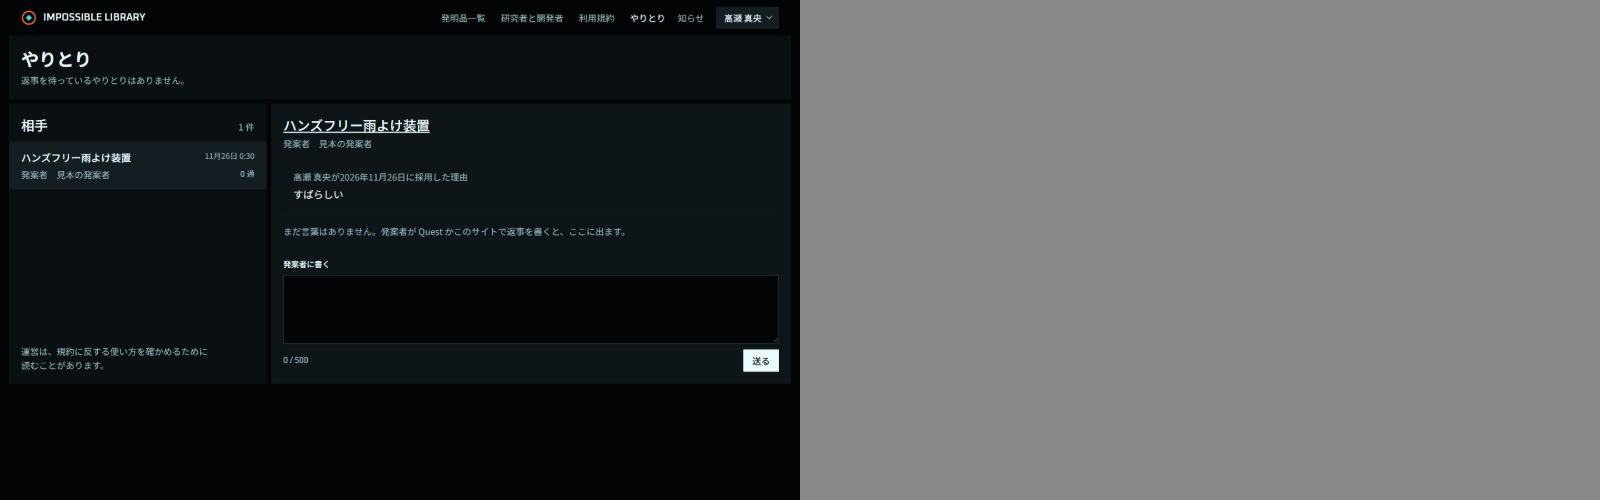 IMPOSSIBLE LIBRARY
発明品一覧 研究者と開発者 利用規約 やりとり 知らせ 高瀬 真央
やりとり
返事を待っているやりとりはありません。
相手 1 件
ハンズフリー雨よけ装置 11月26日 0:30
発案者 見本の発案者 0 通
運営は、規約に反する使い方を確かめるために
読むことがあります。
ハンズフリー雨よけ装置
発案者 見本の発案者
高瀬 真央が2026年11月26日に採用した理由
すばらしい
まだ言葉はありません。発案者が Quest かこのサイトで返事を書くと、ここに出ます。
発案者に書く
0 / 500
送る